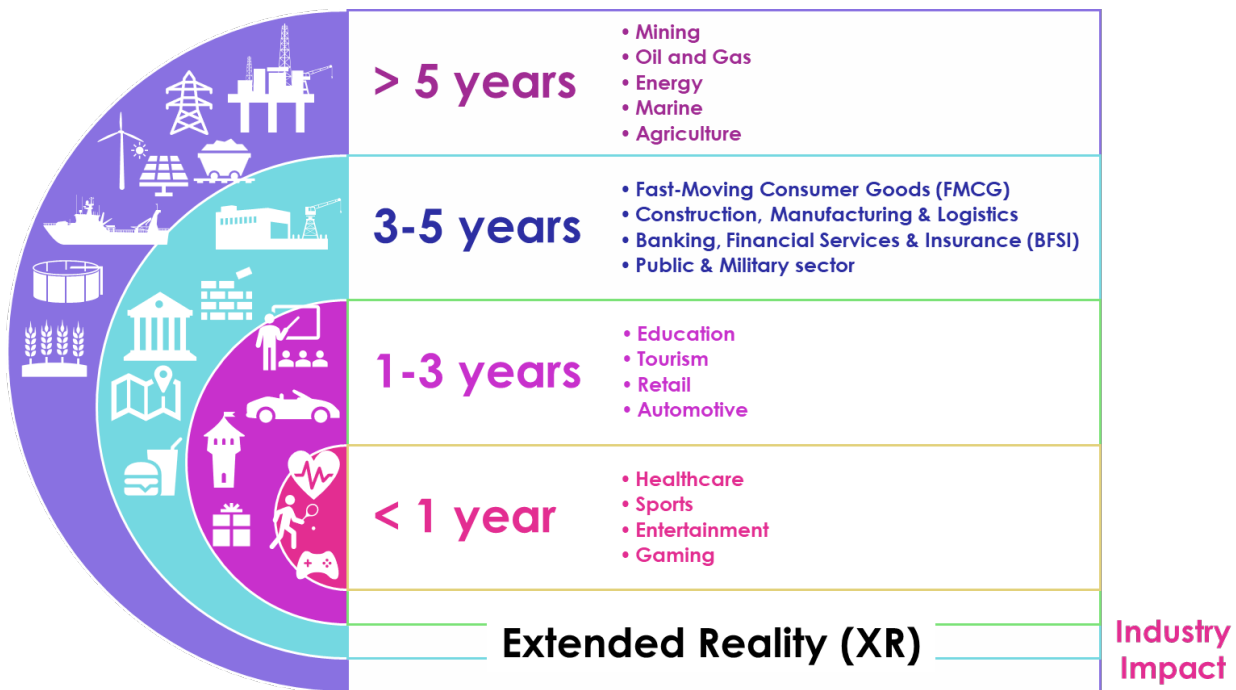 > 5 years
• Mining
• Oil and Gas
• Energy
• Marine
• Agriculture
3-5 years
• Fast-Moving Consumer Goods (FMCG)
• Construction, Manufacturing & Logistics
• Banking, Financial Services & Insurance (BFSI)
• Public & Military sector
1-3 years
• Education
• Tourism
• Retail
• Automotive
< 1 year
• Healthcare
• Sports
• Entertainment
• Gaming
Extended Reality (XR)
Industry
Impact